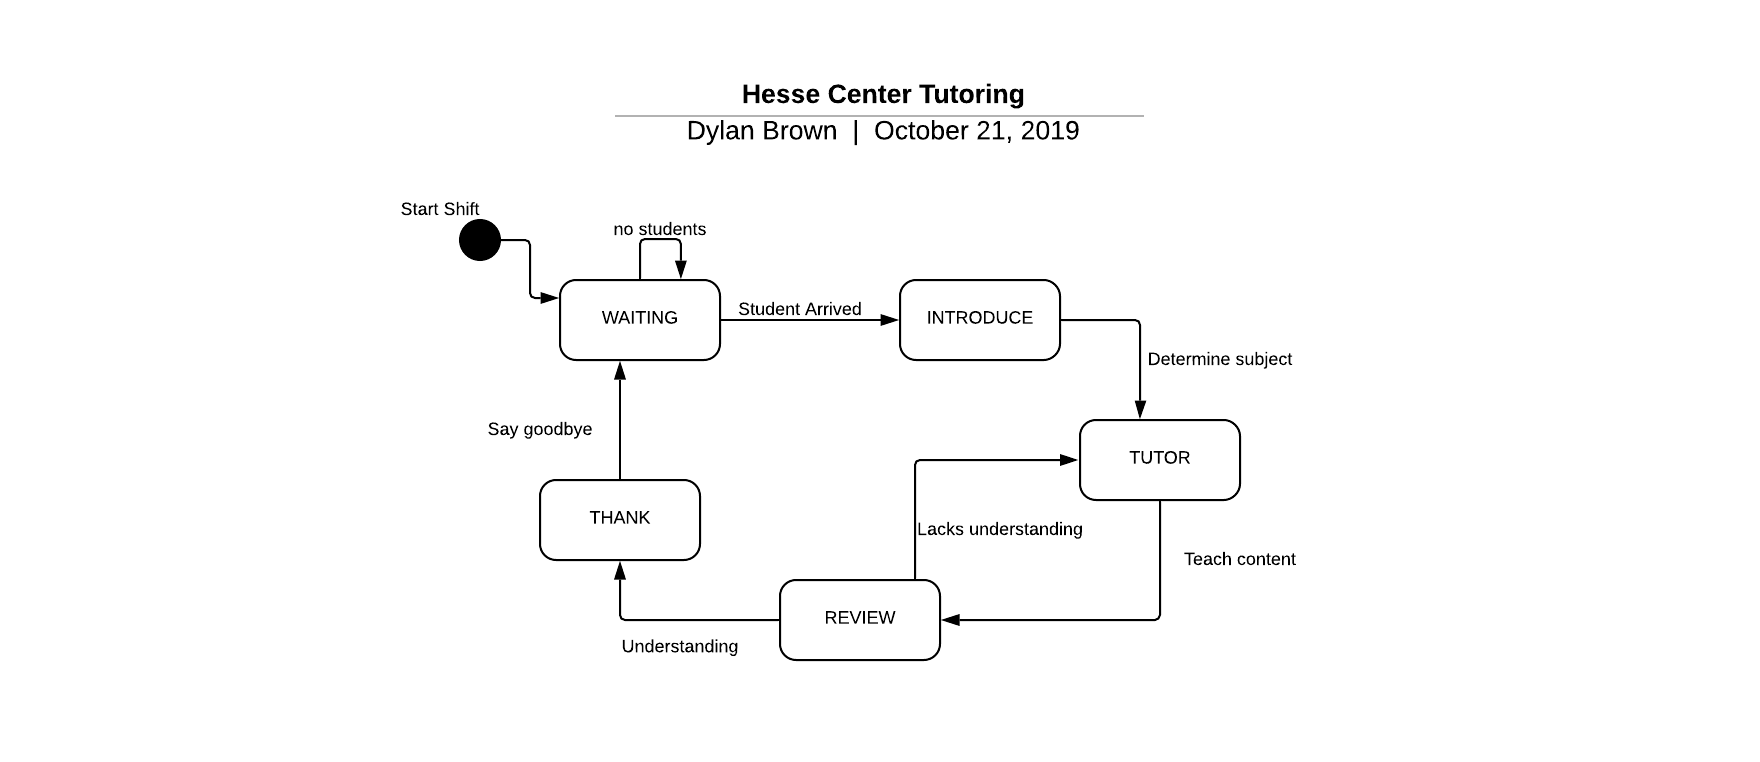 Hesse Center Tutoring
Dylan Brown | October 21, 2019
Start Shift
no students
WAITING
Student Arrived
INTRODUCE
Determine subject
Say goodbye
TUTOR
THANK
Lacks understanding
Teach content
REVIEW
Understanding